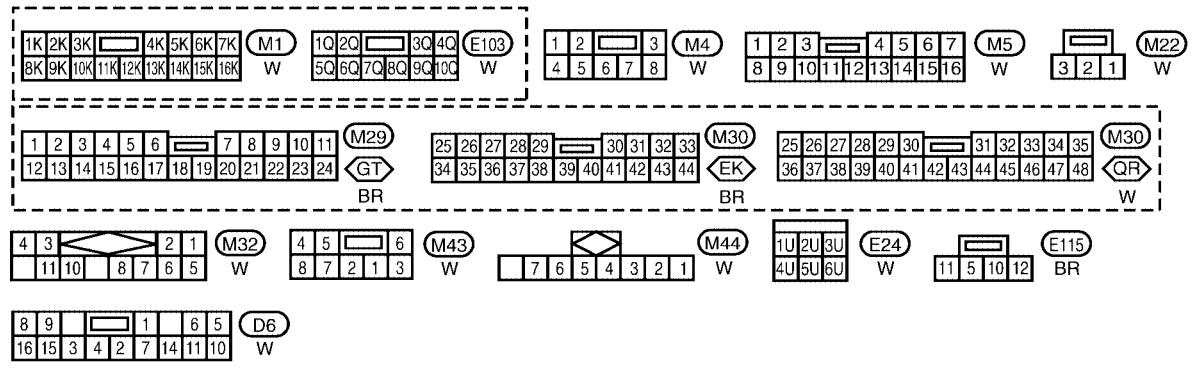 1K 2K 3K 4K 5K 6K 7K M1 1Q 2Q 3Q 4Q E103 1 2 3 M4 1 2 3 4 5 6 7 M5 M22
8K 9K 10K 11K 12K 13K 14K 15K 16K W 5Q 6Q 7Q 8Q 9Q 10Q W 4 5 6 7 8 W 8 9 10 11 12 13 14 15 16 W 3 2 1 W
1 2 3 4 5 6 7 8 9 10 11 M29 25 26 27 28 29 30 31 32 33 M30 25 26 27 28 29 30 31 32 33 34 35 M30
12 13 14 15 16 17 18 19 20 21 22 23 24 GT 34 35 36 37 38 39 40 41 42 43 44 EK 36 37 38 39 40 41 42 43 44 45 46 47 48 QR
BR BR W
4 3 2 1 M32 4 5 6 M43 M44 1U 2U 3U E24 E115
11 10 8 7 6 5 W 8 7 2 1 3 W 7 6 5 4 3 2 1 W 4U 5U 6U W 11 5 10 12 BR
8 9 1 6 5 D6
16 15 3 4 2 7 14 11 10 W